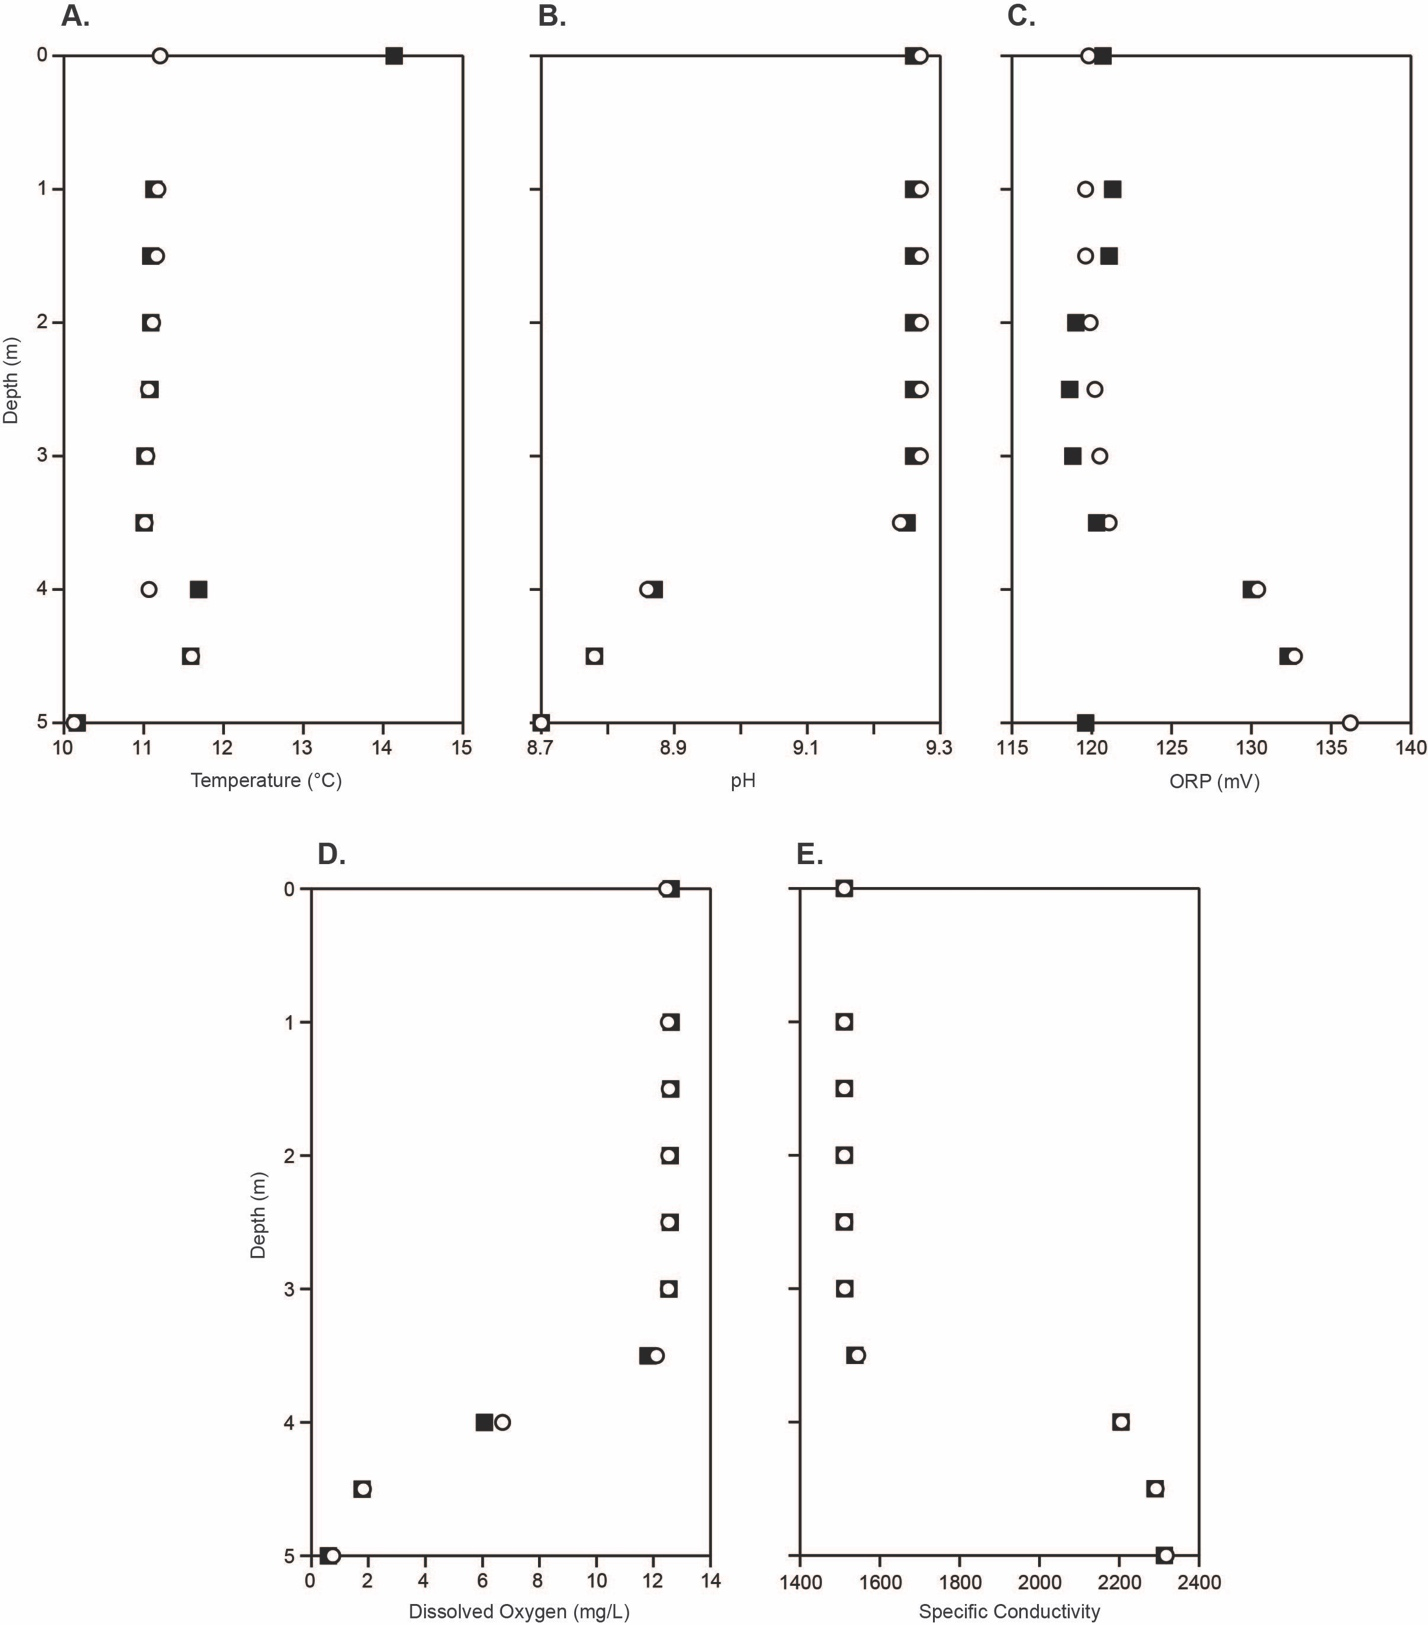 A. B. C.
0
1
2
3
4
5
Depth (m)
10 11 12 13 14 15 8.7 8.9 9.1 9.3 115 120 125 130 135 140
Temperature (°C) pH ORP (mV)
D. E.
0
1
2
3
4
5
Depth (m)
0 2 4 6 8 10 12 14 1400 1600 1800 2000 2200 2400
Dissolved Oxygen (mg/L) Specific Conductivity